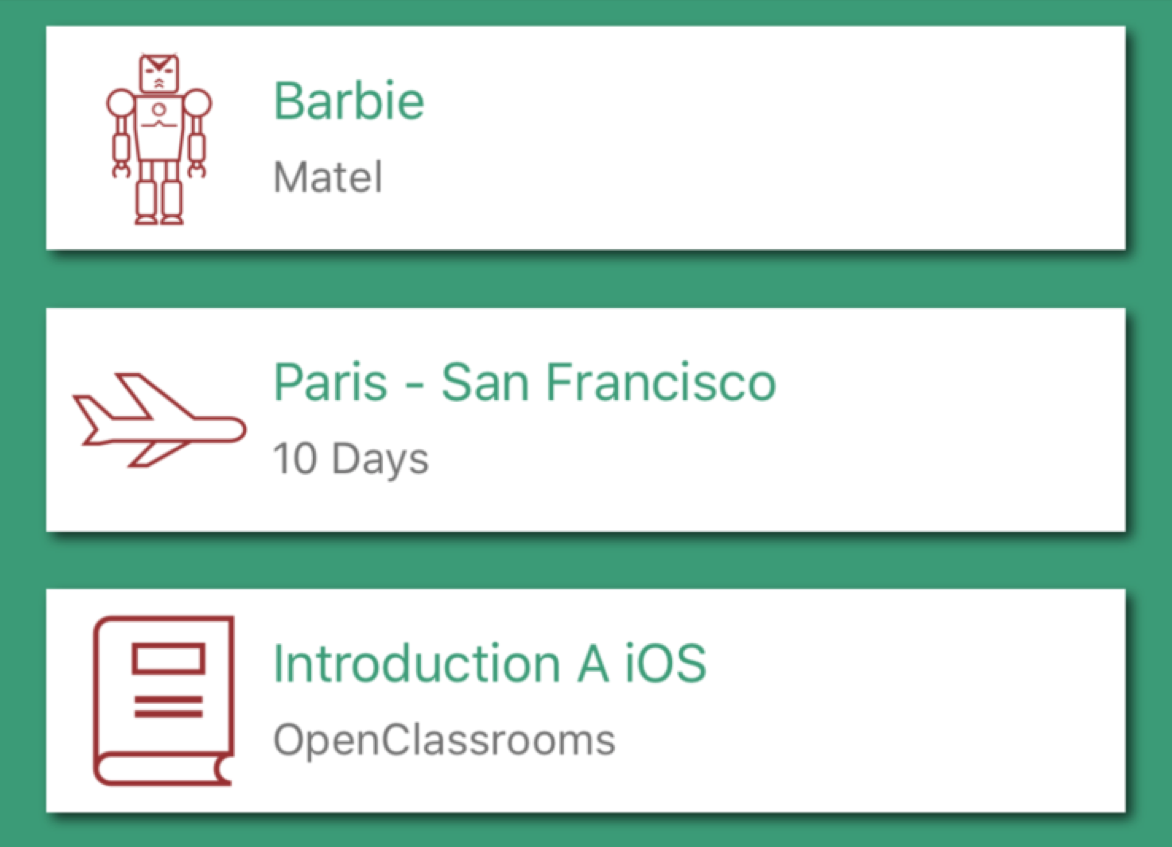 Barbie
Matel
Paris - San Francisco
10 Days
Introduction A iOS
OpenClassrooms